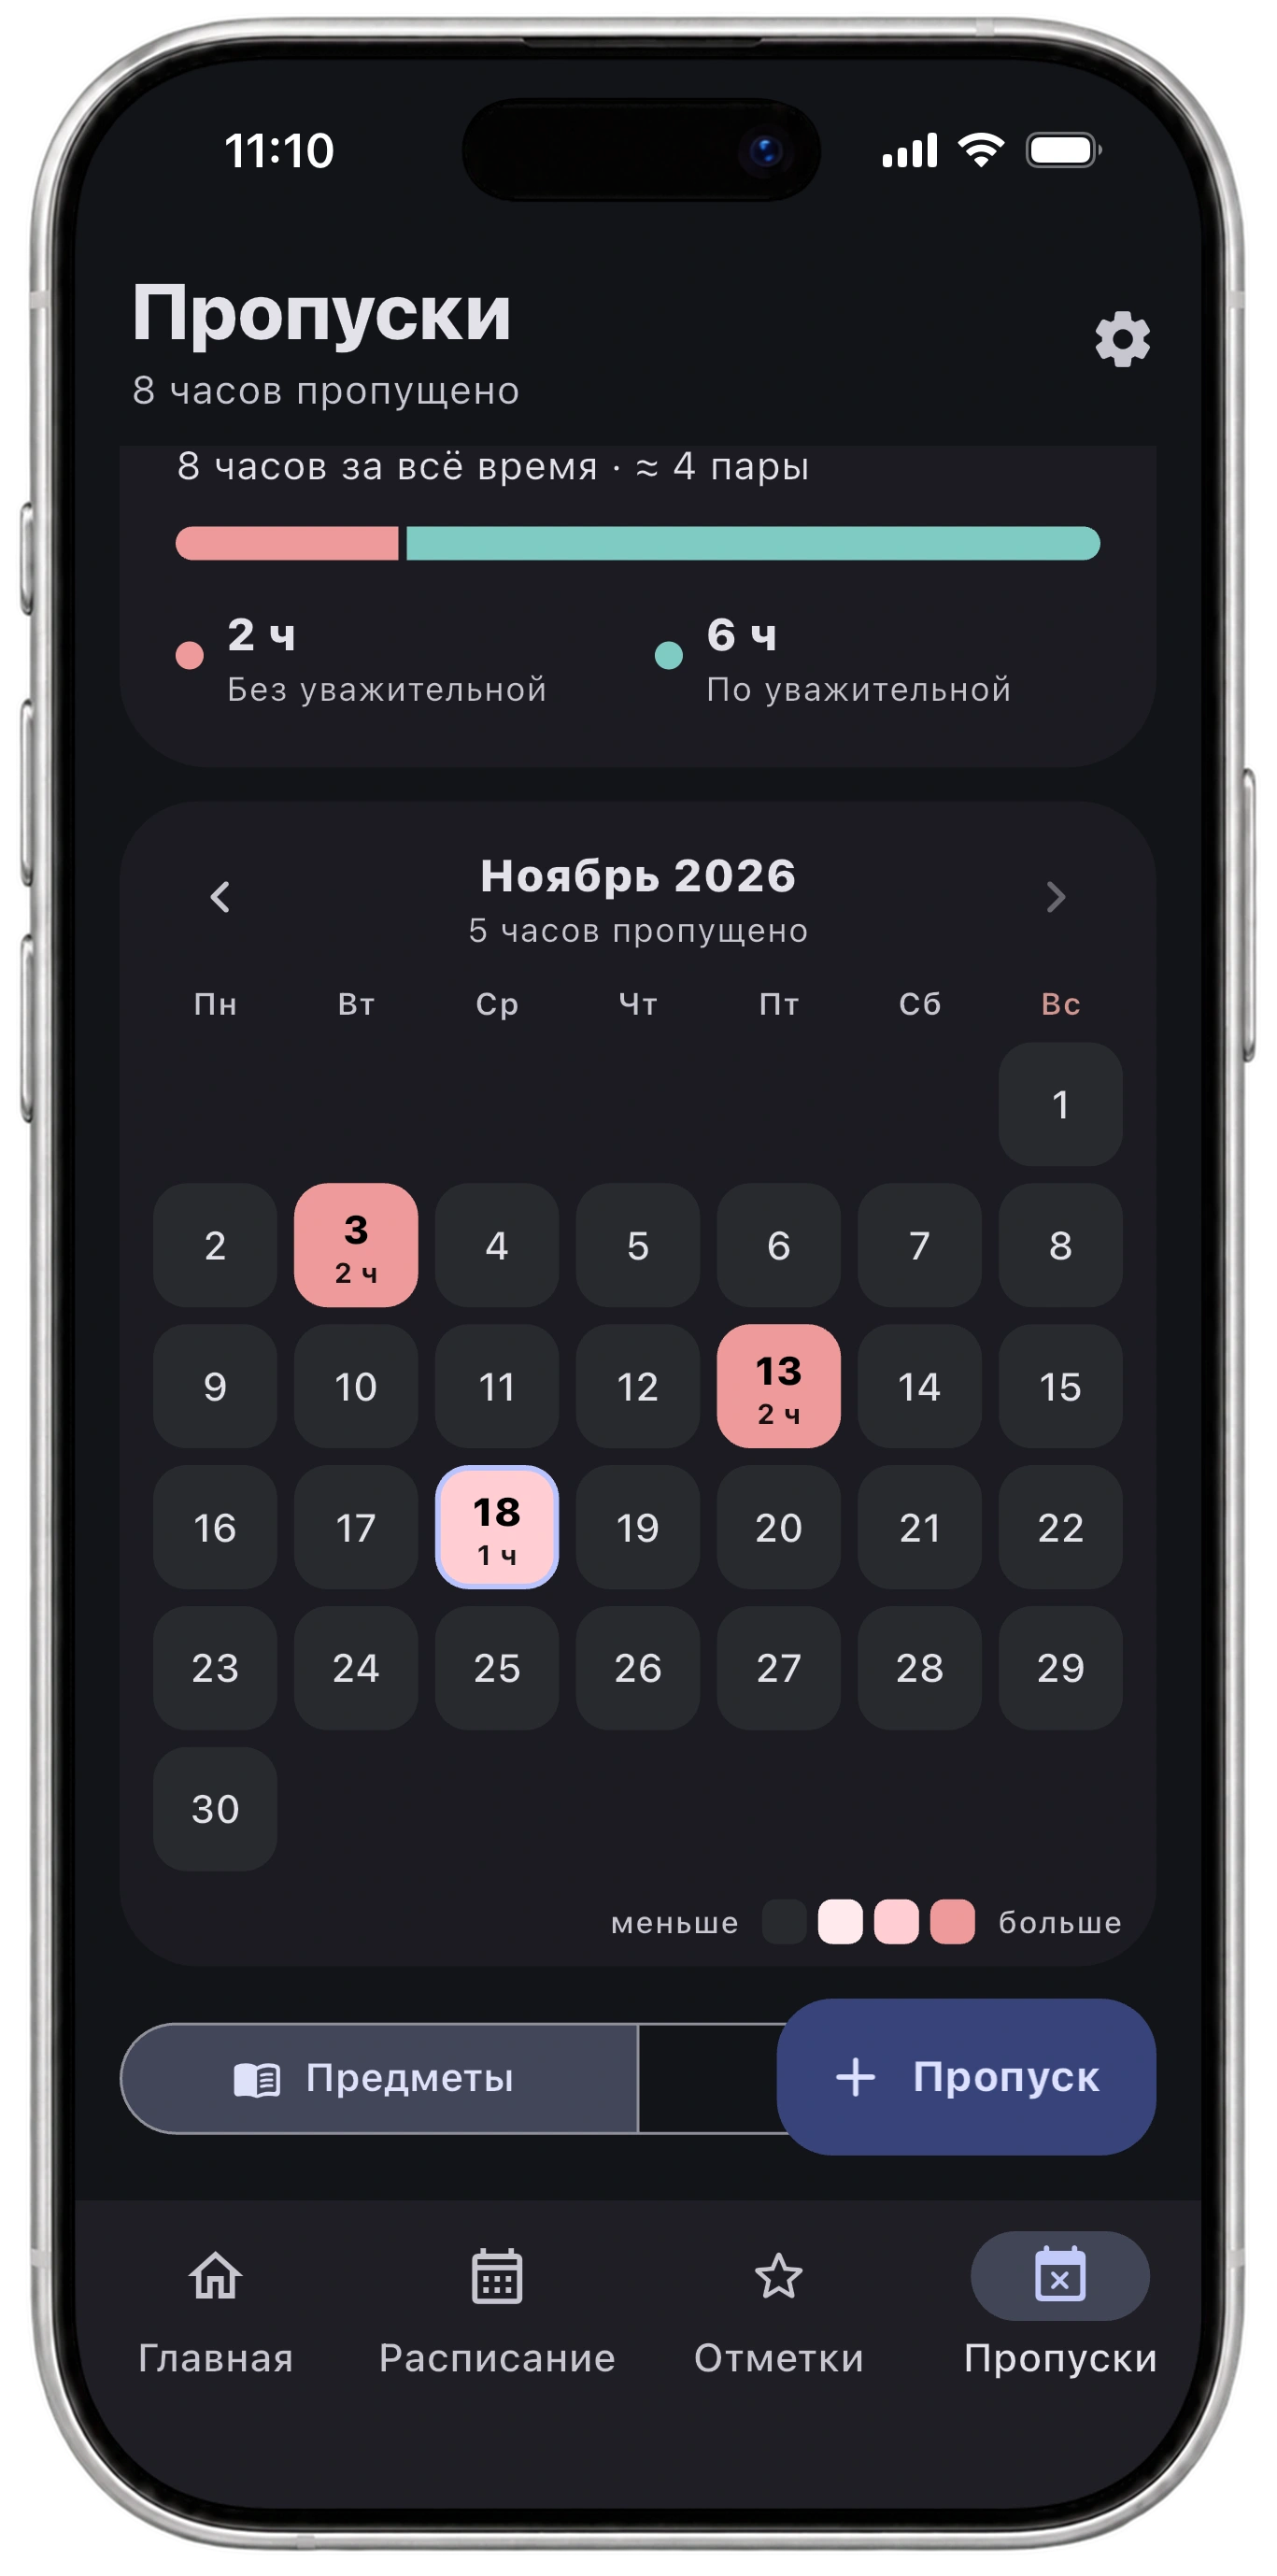 11:10
Пропуски
8 часов пропущено
8 часов за всё время · ≈ 4 пары
2 ч
Без уважительной
6 ч
По уважительной
Ноябрь 2026
5 часов пропущено
Пн Вт Ср Чт Пт Сб Вс
1
2 3 4 5 6 7 8
2 ч
9 10 11 12 13 14 15
2 ч
16 17 18 19 20 21 22
1 ч
23 24 25 26 27 28 29
30
меньше больше
Предметы
+ Пропуск
Главная Расписание Отметки Пропуски